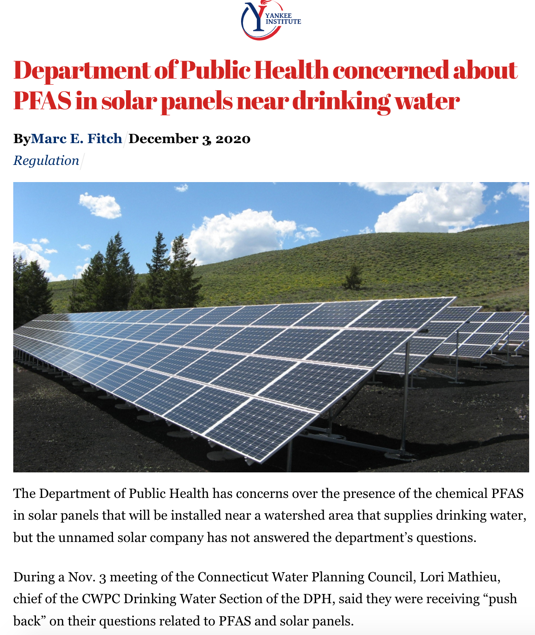 YANKEE
INSTITUTE
Department of Public Health concerned about
PFAS in solar panels near drinking water
ByMarc E. Fitch December 3, 2020
Regulation
The Department of Public Health has concerns over the presence of the chemical PFAS
in solar panels that will be installed near a watershed area that supplies drinking water,
but the unnamed solar company has not answered the department’s questions.
During a Nov. 3 meeting of the Connecticut Water Planning Council, Lori Mathieu,
chief of the CWPC Drinking Water Section of the DPH, said they were receiving “push
back” on their questions related to PFAS and solar panels.